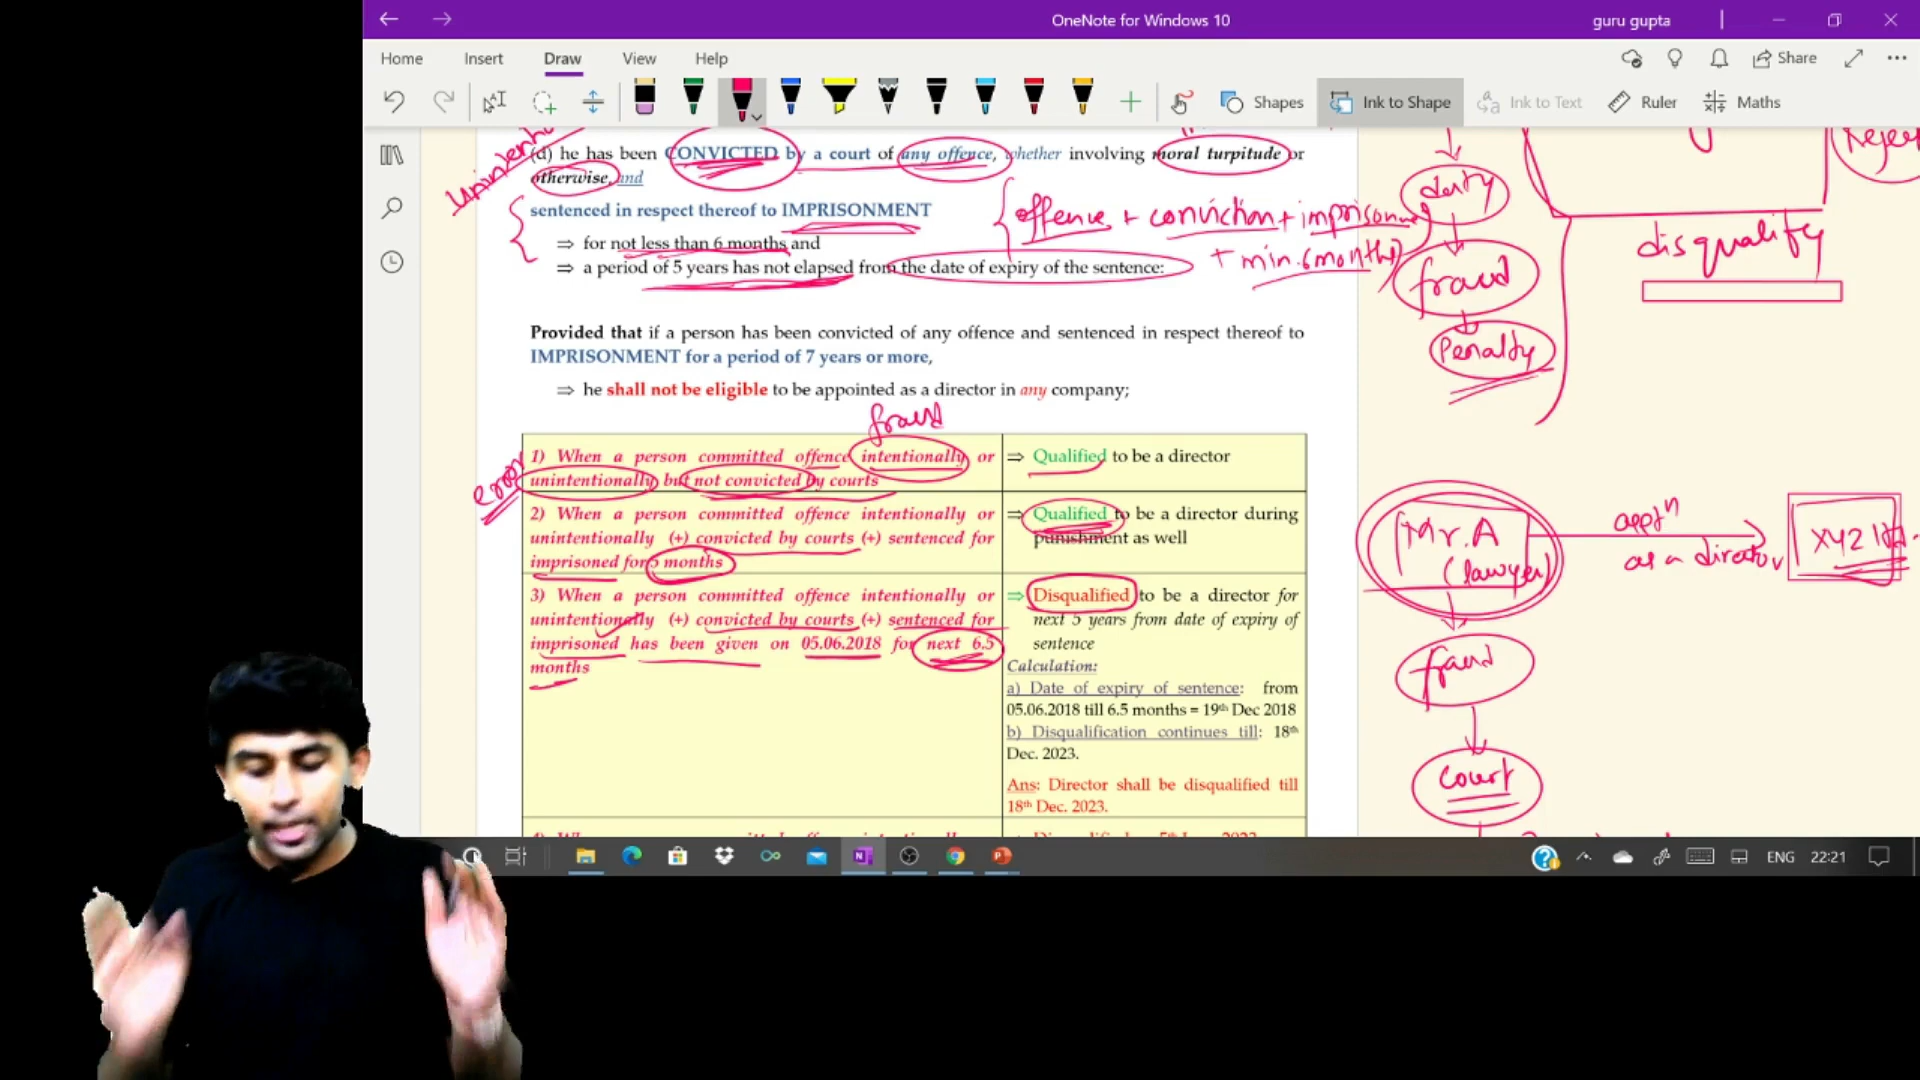 OneNote for Windows 10
guru gupta
Home
Insert
Draw
View
Help
Share
Shapes
Ink to Shape
Ink to Text
Ruler
Maths
(d) he has been CONVICTED by a court of any offence, whether involving moral turpitude or
otherwise, and
sentenced in respect thereof to IMPRISONMENT
⇒ for not less than 6 months and
⇒ a period of 5 years has not elapsed from the date of expiry of the sentence:
offence + conviction + imprisonme
+ min. 6 months
Provided that if a person has been convicted of any offence and sentenced in respect thereof to
IMPRISONMENT for a period of 7 years or more,
⇒ he shall not be eligible to be appointed as a director in any company;
fraud
error
1) When a person committed offence intentionally or
unintentionally but not convicted by courts
⇒ Qualified to be a director
2) When a person committed offence intentionally or
unintentionally (+) convicted by courts (+) sentenced for
imprisoned for 5 months
⇒ Qualified to be a director during
punishment as well
3) When a person committed offence intentionally or
unintentionally (+) convicted by courts (+) sentenced for
imprisoned has been given on 05.06.2018 for next 6.5
months
⇒ Disqualified to be a director for
next 5 years from date of expiry of
sentence
Calculation:
a) Date of expiry of sentence: from
05.06.2018 till 6.5 months = 19th Dec 2018
b) Disqualification continues till: 18th
Dec. 2023.
Ans: Director shall be disqualified till
18th Dec. 2023.
duty
fraud
Penalty
disqualify
Mr. A
(lawyer)
apptn
as a director
XYZ ltd.
fraud
court
ENG
22:21